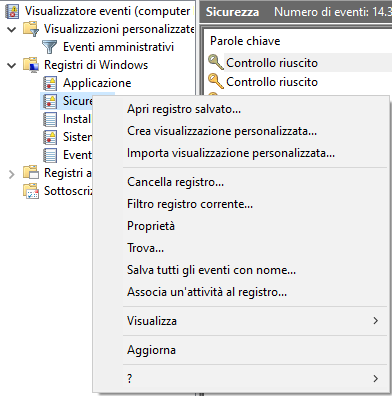 Visualizzatore eventi (computer
Visualizzazioni personalizzate
Eventi amministrativi
Registri di Windows
Applicazione
Sicure
Instal
Sistem
Event
Registri a
Sottoscriz
Sicurezza Numero di eventi: 14.3
Parole chiave
Controllo riuscito
Controllo riuscito
Apri registro salvato...
Crea visualizzazione personalizzata...
Importa visualizzazione personalizzata...
Cancella registro...
Filtro registro corrente...
Proprietà
Trova...
Salva tutti gli eventi con nome...
Associa un'attività al registro...
Visualizza
Aggiorna
?